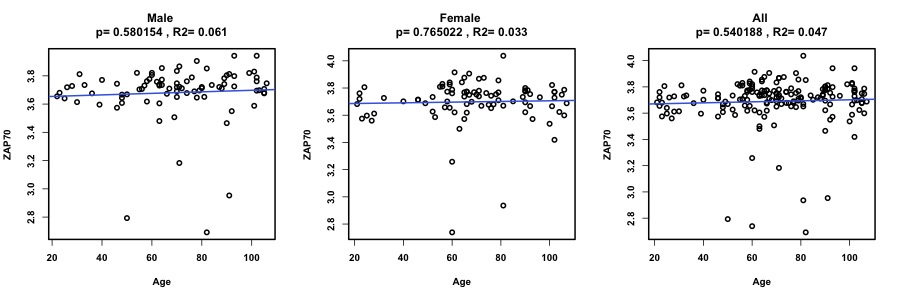 Male
p= 0.580154 , R2= 0.061
ZAP70
2.8 3.0 3.2 3.4 3.6 3.8
20 40 60 80 100
Age
Female
p= 0.765022 , R2= 0.033
ZAP70
2.8 3.0 3.2 3.4 3.6 3.8 4.0
20 40 60 80 100
Age
All
p= 0.540188 , R2= 0.047
ZAP70
2.8 3.0 3.2 3.4 3.6 3.8 4.0
20 40 60 80 100
Age